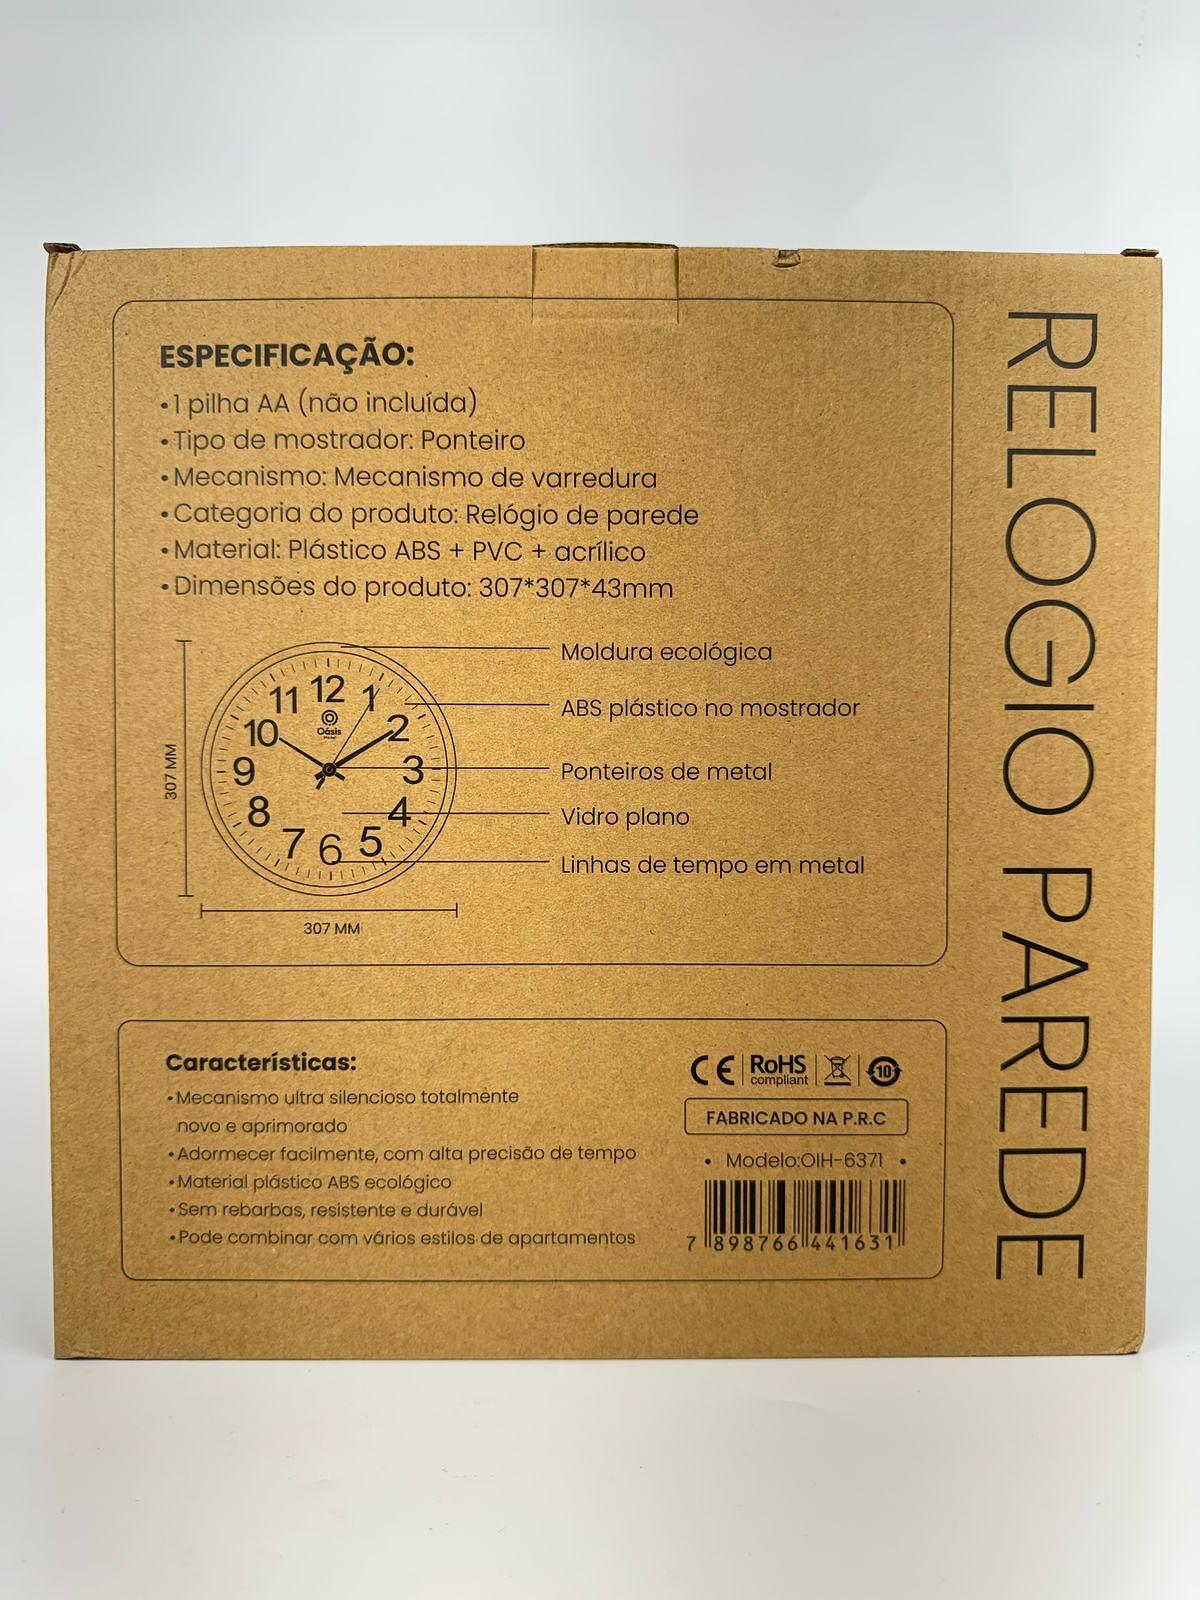 ESPECIFICAÇÃO:
•1 pilha AA (não incluída)
•Tipo de mostrador: Ponteiro
•Mecanismo: Mecanismo de varredura
•Categoria do produto: Relógio de parede
•Material: Plástico ABS + PVC + acrílico
•Dimensões do produto: 307*307*43mm
Moldura ecológica
ABS plástico no mostrador
Ponteiros de metal
Vidro plano
Linhas de tempo em metal
12
1
2
3
4
5
6
7
8
9
10
11
Oásis
307 MM
307 MM
RELOGIO PAREDE
Características:
•Mecanismo ultra silencioso totalmente
novo e aprimorado
•Adormecer facilmente, com alta precisão de tempo
•Material plástico ABS ecológico
•Sem rebarbas, resistente e durável
•Pode combinar com vários estilos de apartamentos
CE
RoHS
compliant
10
FABRICADO NA P.R.C
• Modelo:OIH-6371 •
7 898766 441631